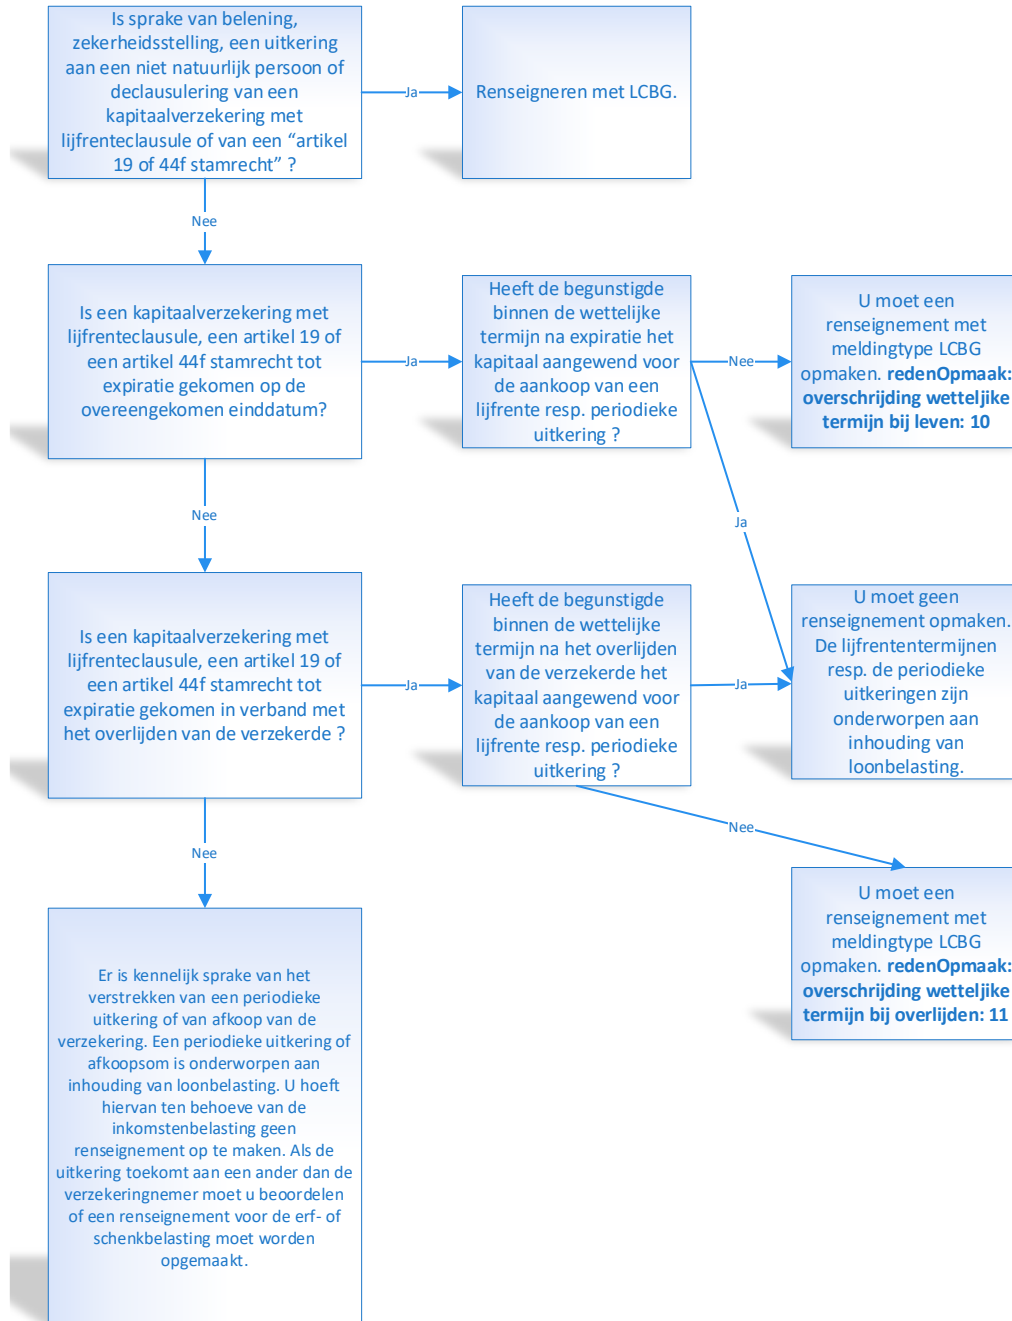 Is sprake van belening,
zekerheidsstelling, een uitkering
aan een niet natuurlijk persoon of
declausulering van een
kapitaalverzekering met
lijfrenteclausule of van een “artikel
19 of 44f stamrecht” ?
Ja
Renseigneren met LCBG.
Nee
Is een kapitaalverzekering met
lijfrenteclausule, een artikel 19 of
een artikel 44f stamrecht tot
expiratie gekomen op de
overeengekomen einddatum?
Ja
Heeft de begunstigde
binnen de wettelijke
termijn na expiratie het
kapitaal aangewend voor
de aankoop van een
lijfrente resp. periodieke
uitkering ?
Nee
U moet een
renseignement met
meldingtype LCBG
opmaken. redenOpmaak:
overschrijding wetteljike
termijn bij leven: 10
Nee
Ja
Is een kapitaalverzekering met
lijfrenteclausule, een artikel 19 of
een artikel 44f stamrecht tot
expiratie gekomen in verband met
het overlijden van de verzekerde ?
Ja
Heeft de begunstigde
binnen de wettelijke
termijn na het overlijden
van de verzekerde het
kapitaal aangewend voor
de aankoop van een
lijfrente resp. periodieke
uitkering ?
Ja
U moet geen
renseignement opmaken.
De lijfrententermijnen
resp. de periodieke
uitkeringen zijn
onderworpen aan
inhouding van
loonbelasting.
Nee
Nee
U moet een
renseignement met
meldingtype LCBG
opmaken. redenOpmaak:
overschrijding wetteljike
termijn bij overlijden: 11
Er is kennelijk sprake van het
verstrekken van een periodieke
uitkering of van afkoop van de
verzekering. Een periodieke uitkering of
afkoopsom is onderworpen aan
inhouding van loonbelasting. U hoeft
hiervan ten behoeve van de
inkomstenbelasting geen
renseignement op te maken. Als de
uitkering toekomt aan een ander dan de
verzekeringnemer moet u beoordelen
of een renseignement voor de erf- of
schenkbelasting moet worden
opgemaakt.